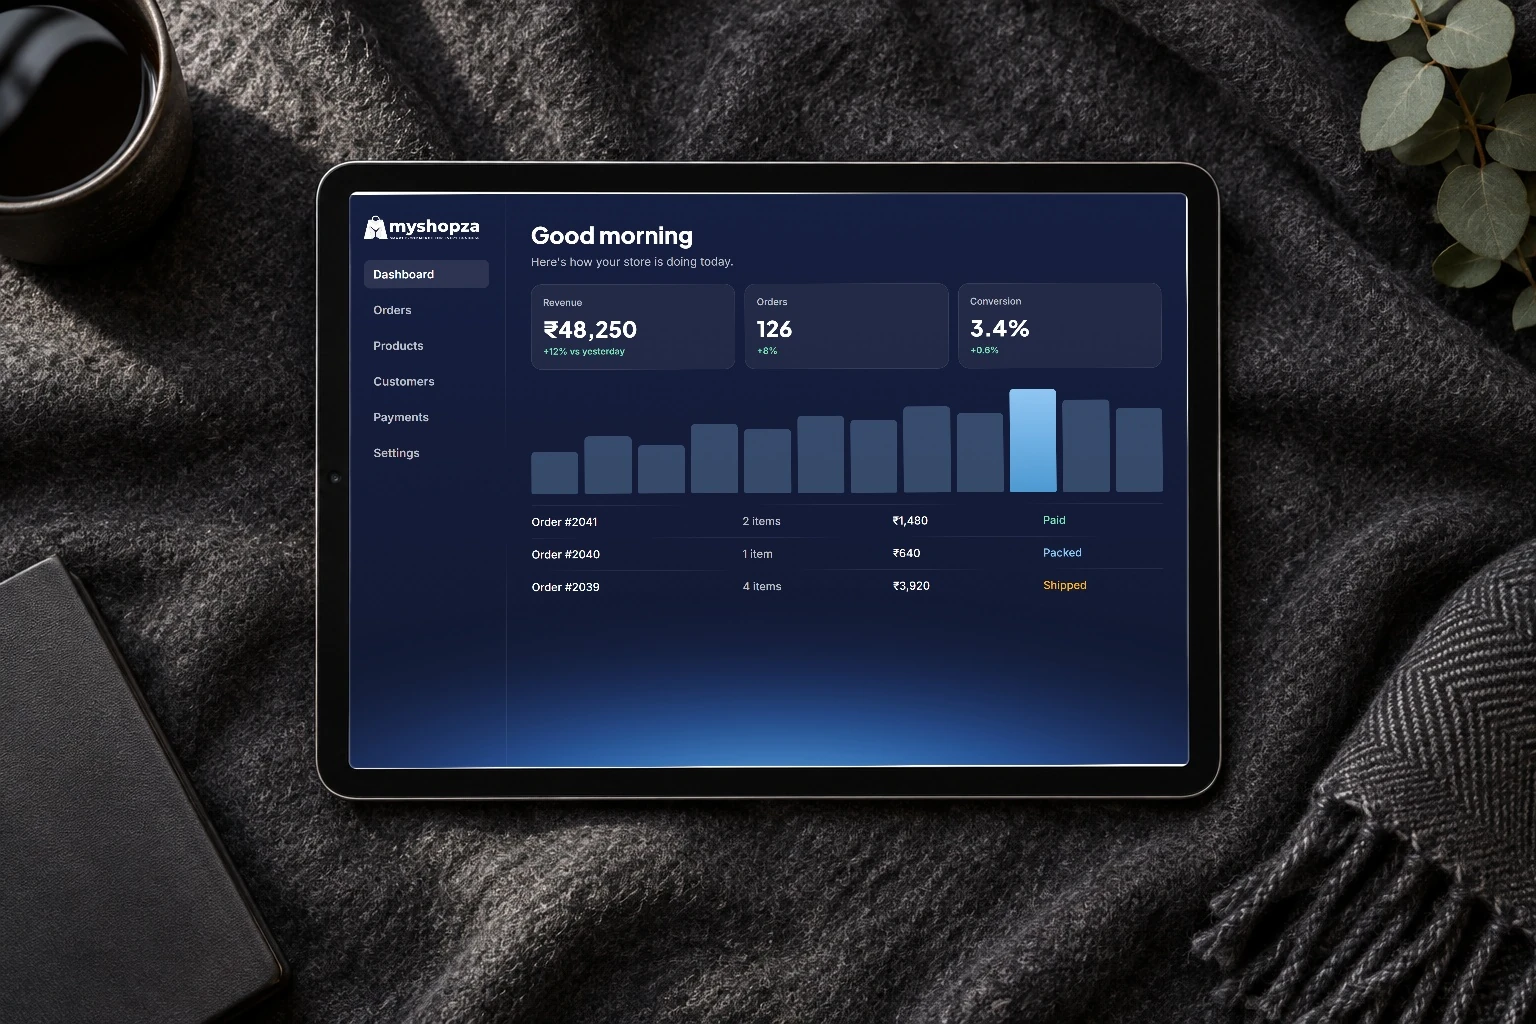 myshopza
Dashboard
Orders
Products
Customers
Payments
Settings
Good morning
Here's how your store is doing today.
Revenue
₹48,250
+12% vs yesterday
Orders
126
+8%
Conversion
3.4%
+0.6%
Order #2041 2 items ₹1,480 Paid
Order #2040 1 item ₹640 Packed
Order #2039 4 items ₹3,920 Shipped